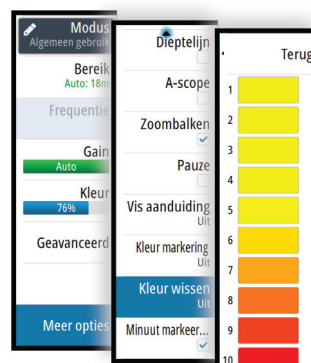 Modus
Algemeen gebruik
Bereik
Auto: 18m
Frequentie
Gain
Auto
Kleur
76%
Geavanceerd
Meer opties
Dieptelijn
A-scope
Zoombalken
Pauze
Vis aanduiding
Uit
Kleur markering
Uit
Kleur wissen
Uit
Minuut markeer...
Terug
1
2
3
4
5
6
7
8
9
10